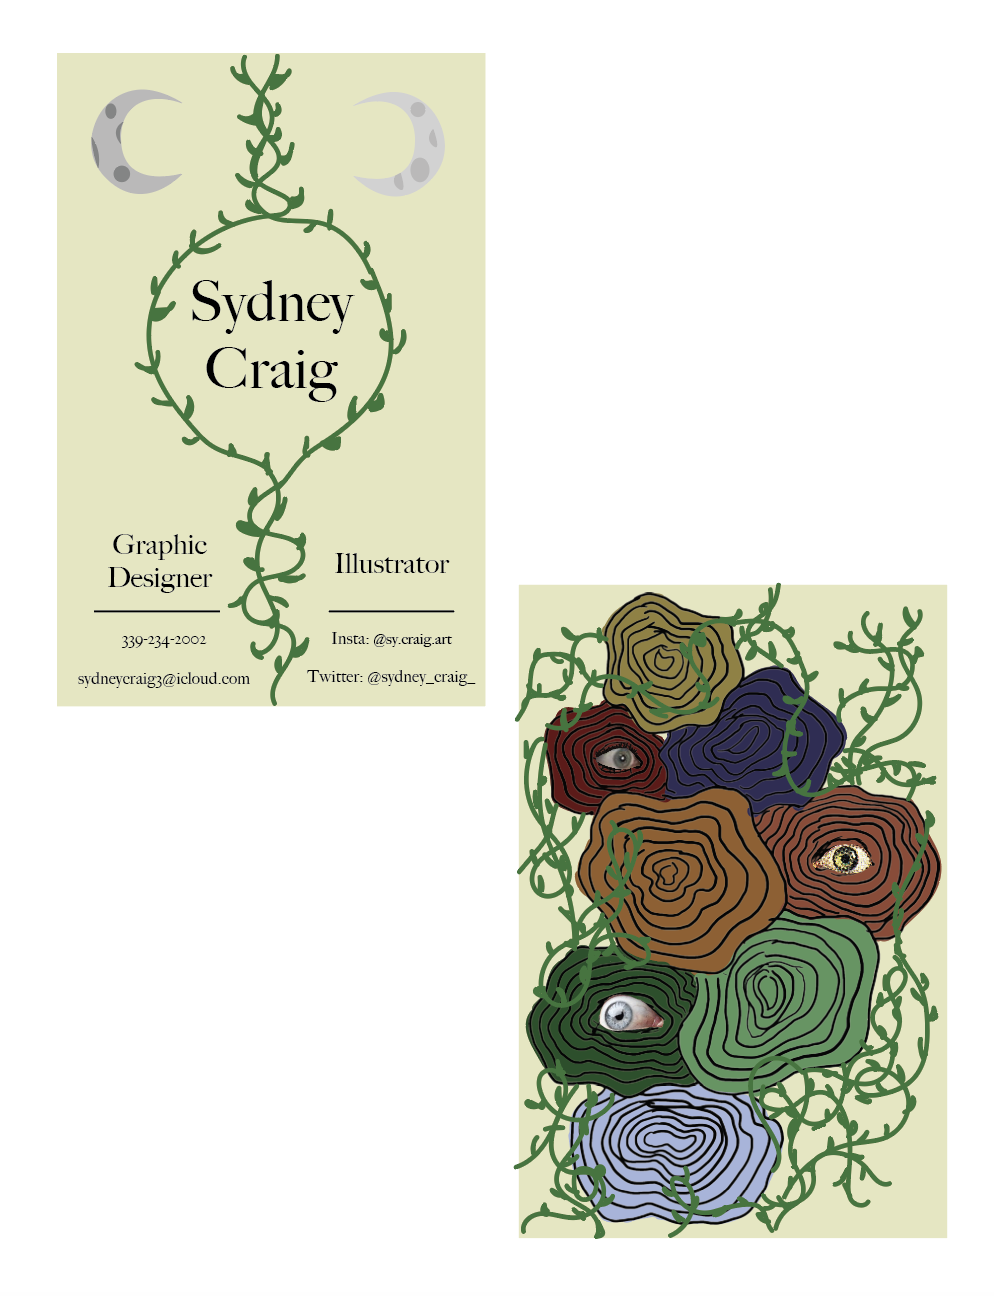 Sydney
Craig
Graphic
Designer
339-234-2002
sydneycraig3@icloud.com
Illustrator
Insta: @sy.craig.art
Twitter: @sydney_craig_